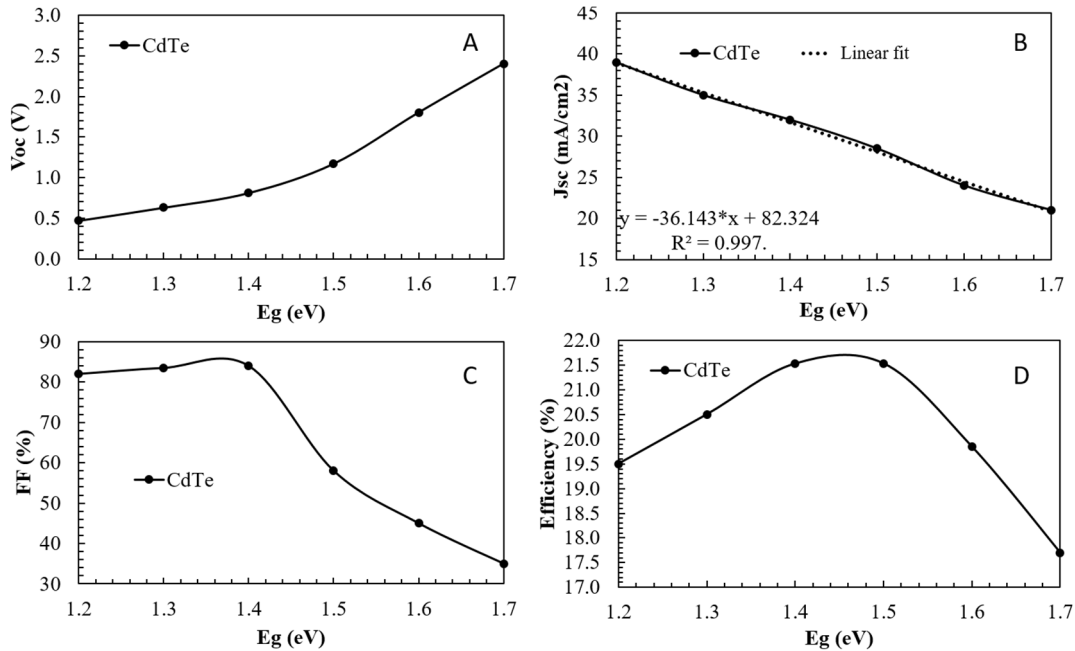 A
CdTe
Voc (V)
3.0
2.5
2.0
1.5
1.0
0.5
0.0
1.2 1.3 1.4 1.5 1.6 1.7
Eg (eV)
B
CdTe Linear fit
Jsc (mA/cm2)
45
40
35
30
25
20
15
y = -36.143*x + 82.324
R² = 0.997.
1.2 1.3 1.4 1.5 1.6 1.7
Eg (eV)
C
CdTe
FF (%)
90
80
70
60
50
40
30
1.2 1.3 1.4 1.5 1.6 1.7
Eg (eV)
D
CdTe
Efficiency (%)
22.0
21.5
21.0
20.5
20.0
19.5
19.0
18.5
18.0
17.5
17.0
1.2 1.3 1.4 1.5 1.6 1.7
Eg (eV)